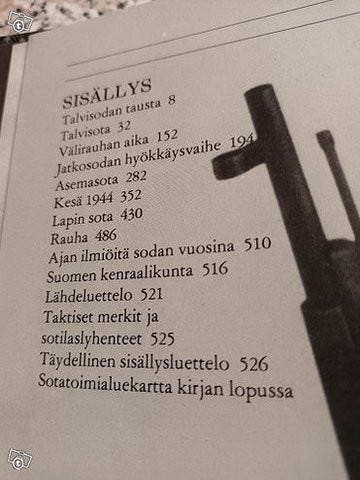 SISÄLLYS
Talvisodan tausta 8
Talvisota 32
Välirauhan aika 152
Jatkosodan hyökkäysvaihe 194
Asemasota 282
Kesä 1944 352
Lapin sota 430
Rauha 486
Ajan ilmiöitä sodan vuosina 510
Suomen kenraalikunta 516
Lähdeluettelo 521
Taktiset merkit ja
sotilaslyhenteet 525
Täydellinen sisällysluettelo 526
Sotatoimialuekartta kirjan lopussa